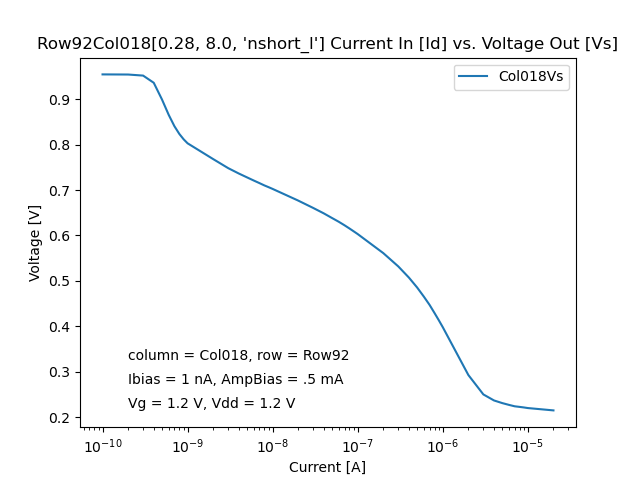 Row92Col018[0.28, 8.0, 'nshort_l'] Current In [Id] vs. Voltage Out [Vs]
Col018Vs
0.9
0.8
0.7
0.6
0.5
0.4
0.3
0.2
Voltage [V]
column = Col018, row = Row92
Ibias = 1 nA, AmpBias = .5 mA
Vg = 1.2 V, Vdd = 1.2 V
10⁻¹⁰ 10⁻⁹ 10⁻⁸ 10⁻⁷ 10⁻⁶ 10⁻⁵
Current [A]